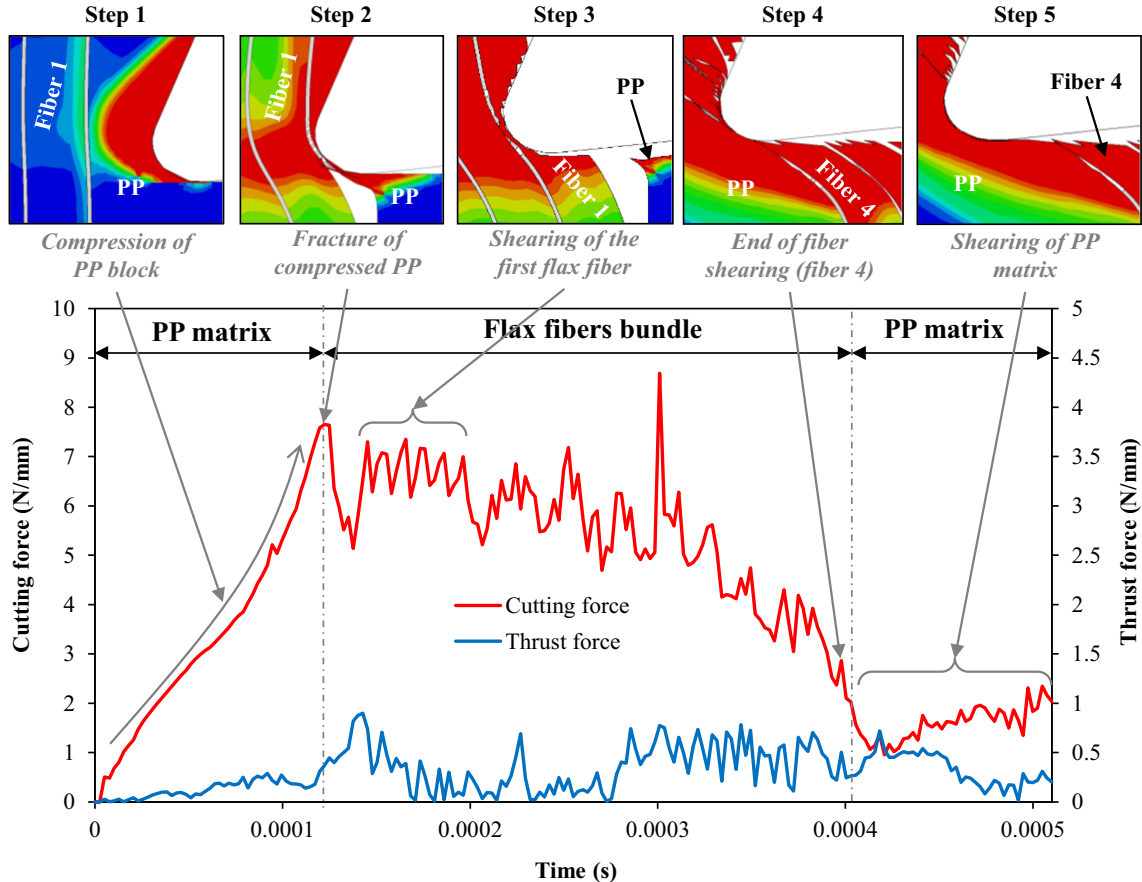 Step 1
Step 2
Step 3
Step 4
Step 5
Fiber 1
PP
Fiber 1
PP
PP
Fiber 1
PP
Fiber 4
Fiber 4
PP
Compression of
PP block
Fracture of
compressed PP
Shearing of the
first flax fiber
End of fiber
shearing (fiber 4)
Shearing of PP
matrix
PP matrix
Flax fibers bundle
PP matrix
Cutting force (N/mm)
10
9
8
7
6
5
4
3
2
1
0
Cutting force
Thrust force
5
4.5
4
3.5
3
2.5
2
1.5
1
0.5
0
Thrust force (N/mm)
0
0.0001
0.0002
0.0003
0.0004
0.0005
Time (s)